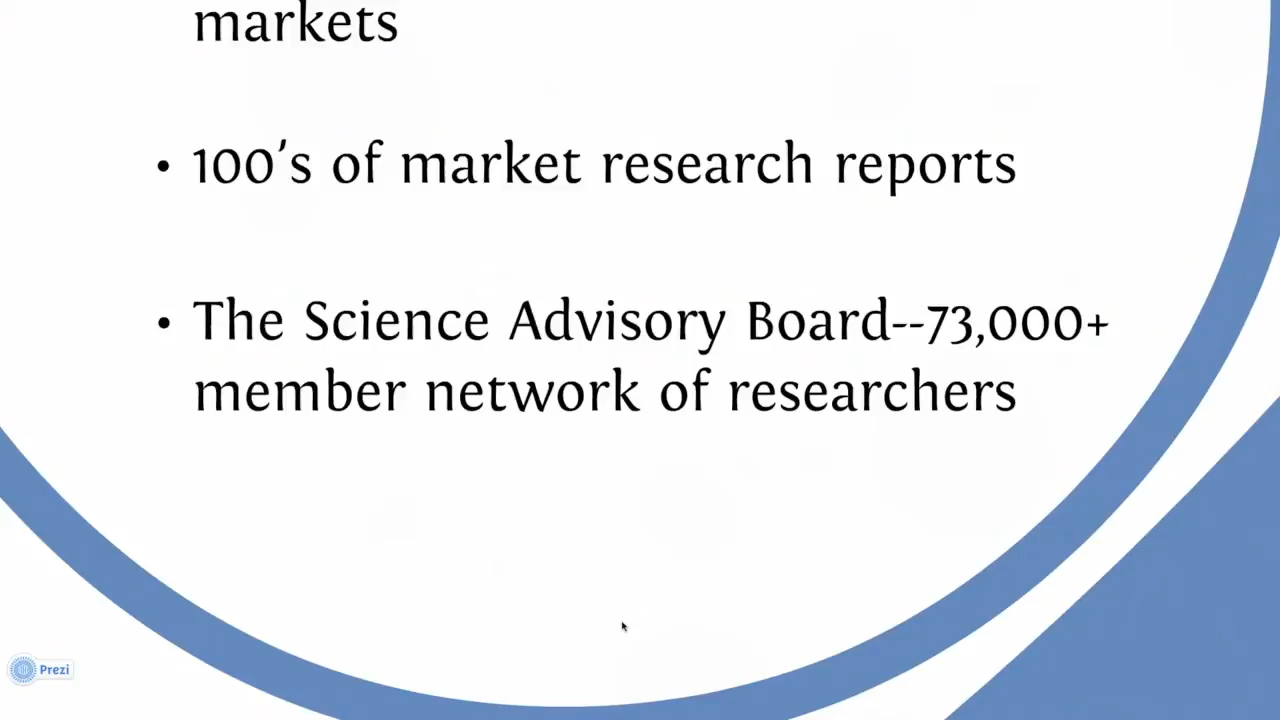 markets
• 100's of market research reports
• The Science Advisory Board--73,000+
member network of researchers
Prezi